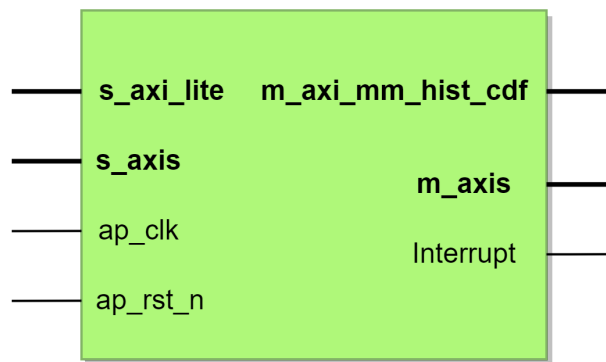 s_axi_lite
m_axi_mm_hist_cdf
s_axis
m_axis
ap_clk
Interrupt
ap_rst_n